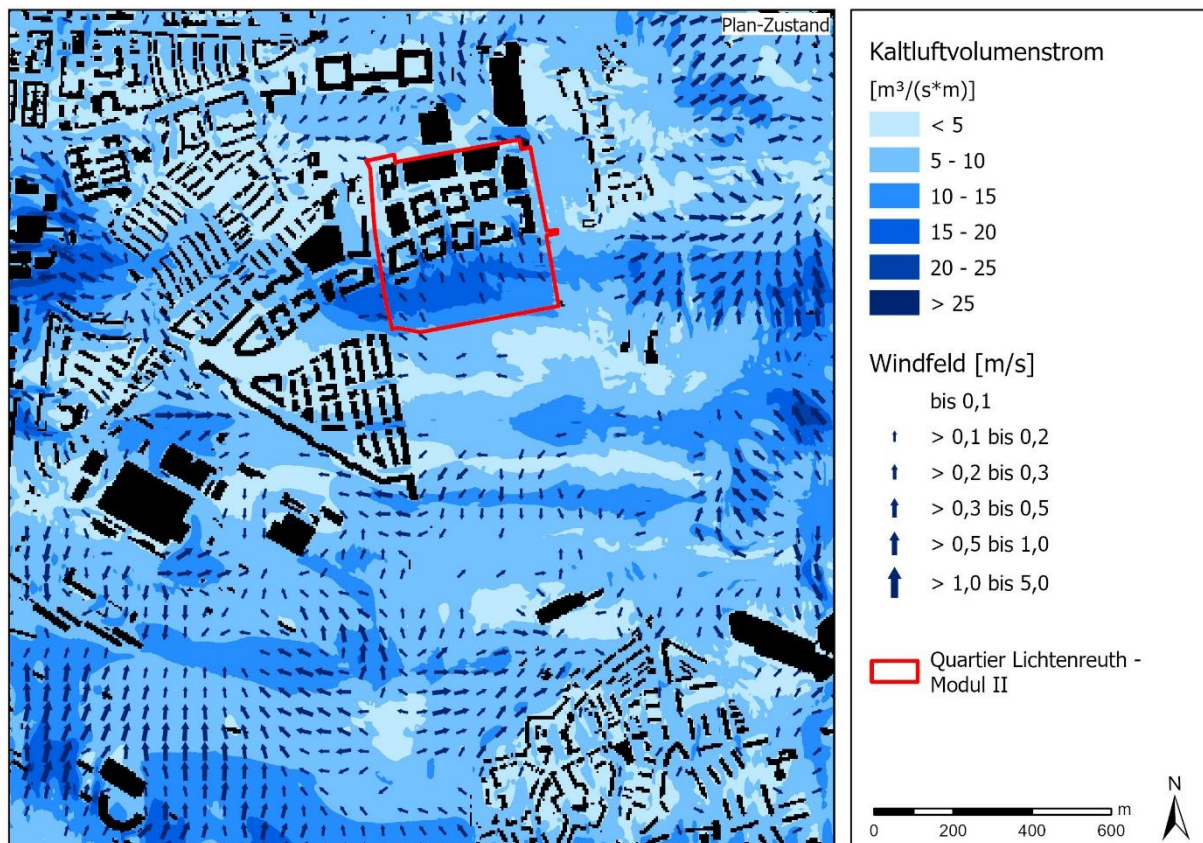 Plan-Zustand
Kaltluftvolumenstrom
[m³/(s*m)]
< 5
5 - 10
10 - 15
15 - 20
20 - 25
> 25
Windfeld [m/s]
bis 0,1
> 0,1 bis 0,2
> 0,2 bis 0,3
> 0,3 bis 0,5
> 0,5 bis 1,0
> 1,0 bis 5,0
Quartier Lichtenreuth -
Modul II
N
m
0 200 400 600